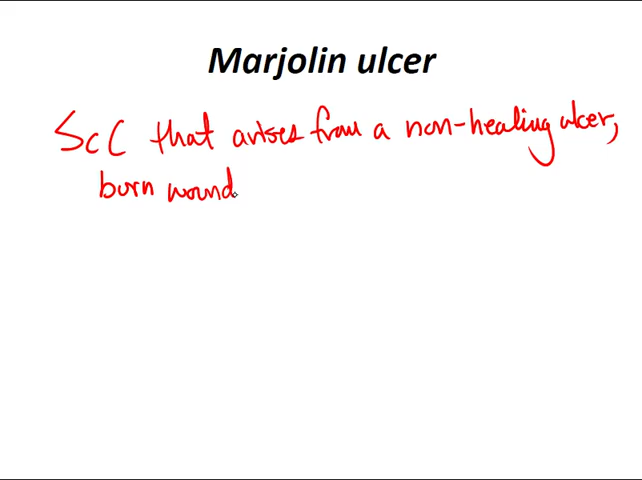 Marjolin ulcer
SCC that arises from a non-healing ulcer,
burn wound